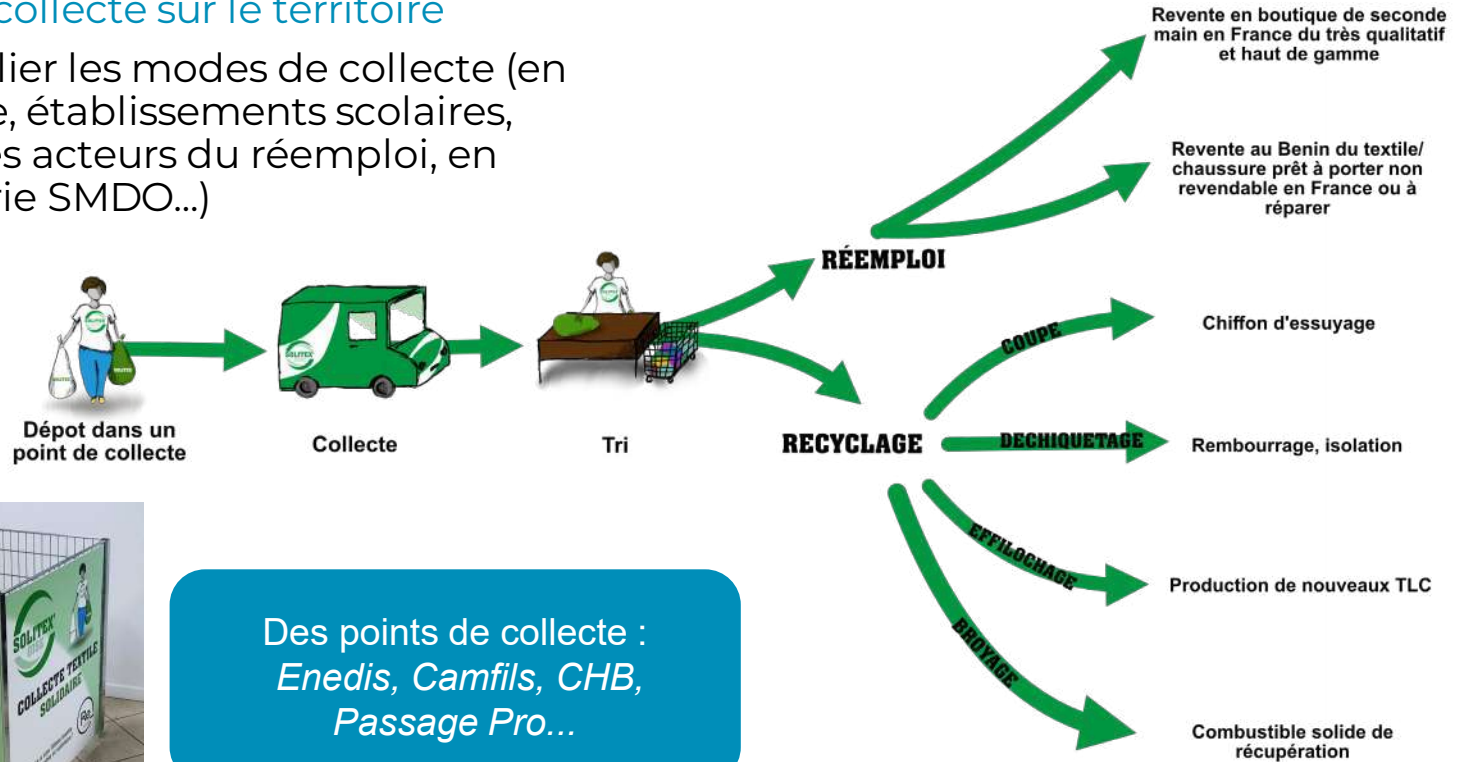 collecte sur le territoire
lier les modes de collecte (en
e, établissements scolaires,
es acteurs du réemploi, en
rie SMDO...)
Revente en boutique de seconde
main en France du très qualitatif
et haut de gamme
Revente au Benin du textile/
chaussure prêt à porter non
revendable en France ou à
réparer
RÉEMPLOI
SOLITEX
SOLITEX
COUPE
Chiffon d'essuyage
Dépot dans un
point de collecte
Collecte
Tri
RECYCLAGE
DECHIQUETAGE
Rembourrage, isolation
EFFILOCHAGE
Production de nouveaux TLC
BROYAGE
Combustible solide de
récupération
SOLITEX
COLLECTE TEXTILE
SOLIDAIRE
Des points de collecte :
Enedis, Camfils, CHB,
Passage Pro...